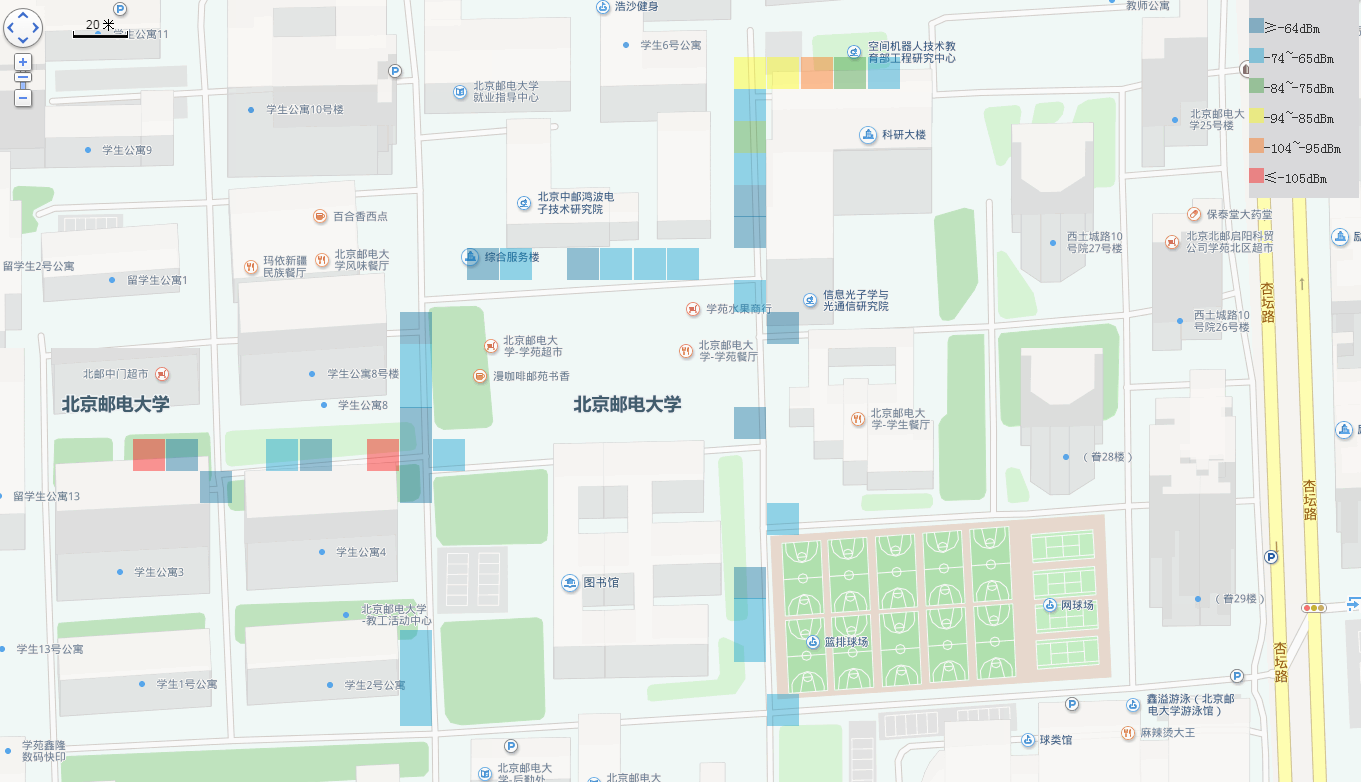 浩沙健身
教师公寓
20米
学生公寓11
学生6号公寓
空间机器人技术教
育部工程研究中心
≥-64dBm
-74~-65dBm
-84~-75dBm
-94~-85dBm
-104~-95dBm
≤-105dBm
北京邮电大学
就业指导中心
学生公寓10号楼
北京邮电大
学25号楼
科研大楼
学生公寓9
北京中邮鸿波电
子技术研究院
百合香西点
保泰堂大药堂
西土城路10
号院27号楼
北京北邮启阳科贸
公司学苑北区超市
励
留学生2号公寓
玛依新疆
民族餐厅
北京邮电大
学风味餐厅
综合服务楼
留学生公寓1
信息光子学与
光通信研究院
学苑水果商行
杏坛路
西土城路10
号院26号楼
北京邮电大
学-学苑超市
北京邮电大
学-学苑餐厅
北邮中门超市
学生公寓8号楼
漫咖啡邮苑书香
北京邮电大学
学生公寓8
北京邮电大学
北京邮电大
学-学生餐厅
励
(眷28楼)
留学生公寓13
杏坛路
学生公寓4
学生公寓3
图书馆
(眷29楼)
网球场
北京邮电大学
-教工活动中心
篮排球场
学生13号公寓
杏坛路
学生1号公寓
学生2号公寓
鑫溢游泳(北京邮
电大学游泳馆)
麻辣烫大王
球类馆
学苑鑫隆
数码快印
北京邮电大
学-后勤处
北京邮电大